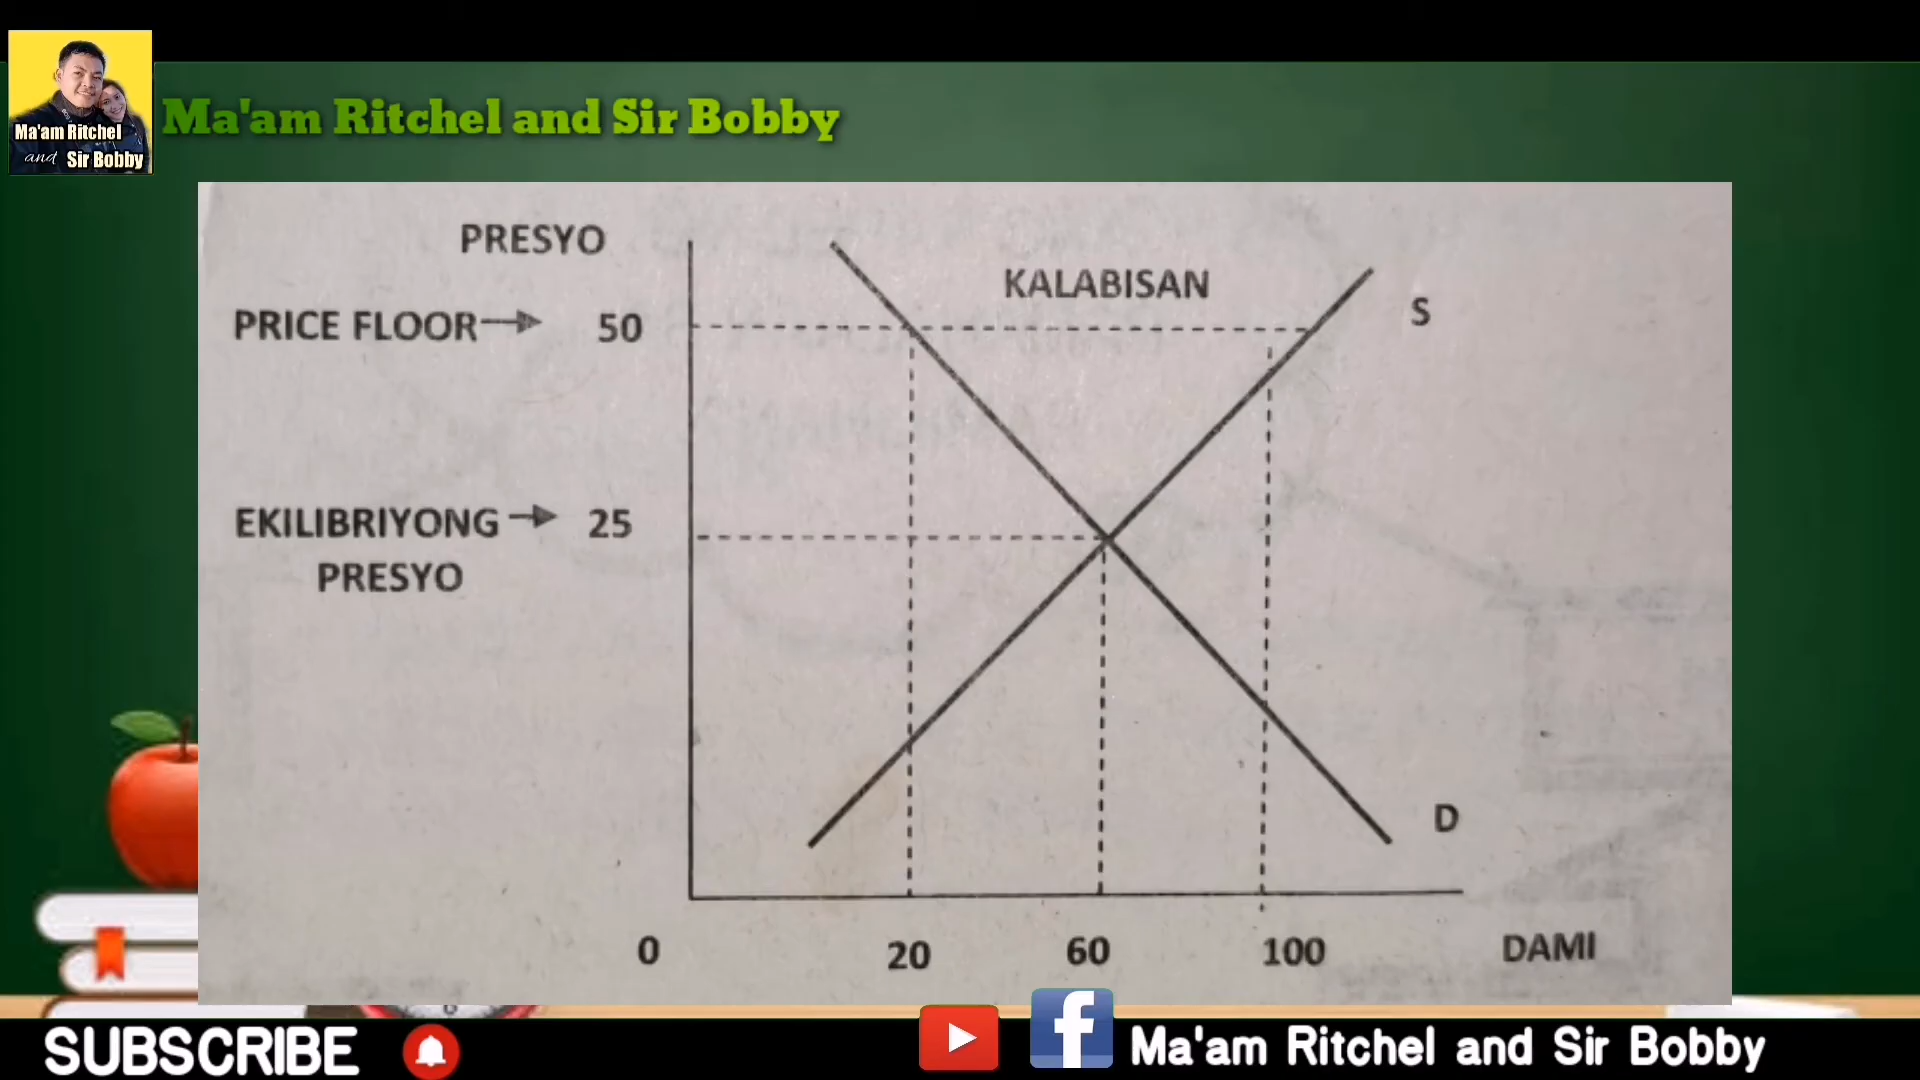 Ma'am Ritchel
and Sir Bobby
Ma'am Ritchel and Sir Bobby
PRESYO
KALABISAN
PRICE FLOOR 50
S
EKILIBRIYONG 25
PRESYO
D
0 20 60 100 DAMI
SUBSCRIBE
f
Ma'am Ritchel and Sir Bobby